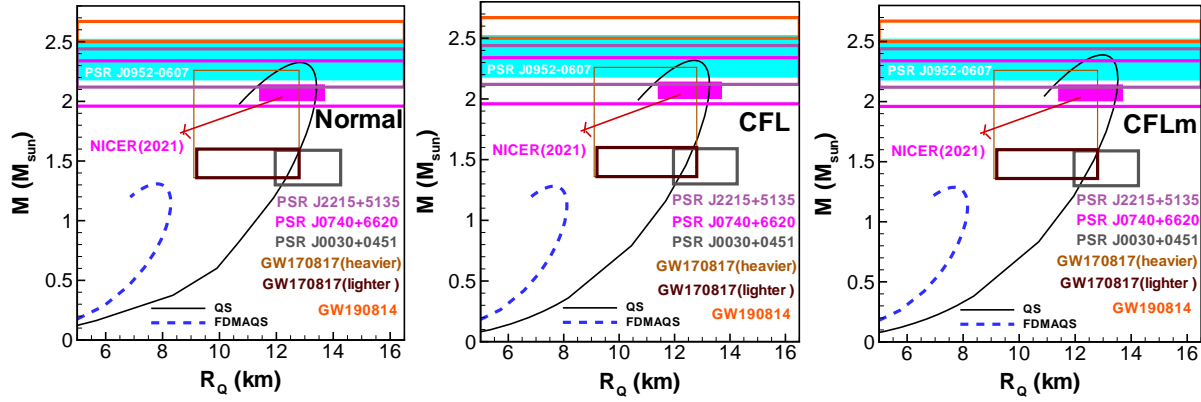 M (M_sun)
2.5
2
1.5
1
0.5
0
PSR J0952-0607
Normal
NICER(2021)
PSR J2215+5135
PSR J0740+6620
PSR J0030+0451
GW170817(heavier)
GW170817(lighter )
GW190814
QS
FDMAQS
6 8 10 12 14 16
R_Q (km)
M (M_sun)
2.5
2
1.5
1
0.5
0
PSR J0952-0607
CFL
NICER(2021)
PSR J2215+5135
PSR J0740+6620
PSR J0030+0451
GW170817(heavier)
GW170817(lighter )
GW190814
QS
FDMAQS
6 8 10 12 14 16
R_Q (km)
M (M_sun)
2.5
2
1.5
1
0.5
0
PSR J0952-0607
CFLm
NICER(2021)
PSR J2215+5135
PSR J0740+6620
PSR J0030+0451
GW170817(heavier)
GW170817(lighter )
GW190814
QS
FDMAQS
6 8 10 12 14 16
R_Q (km)